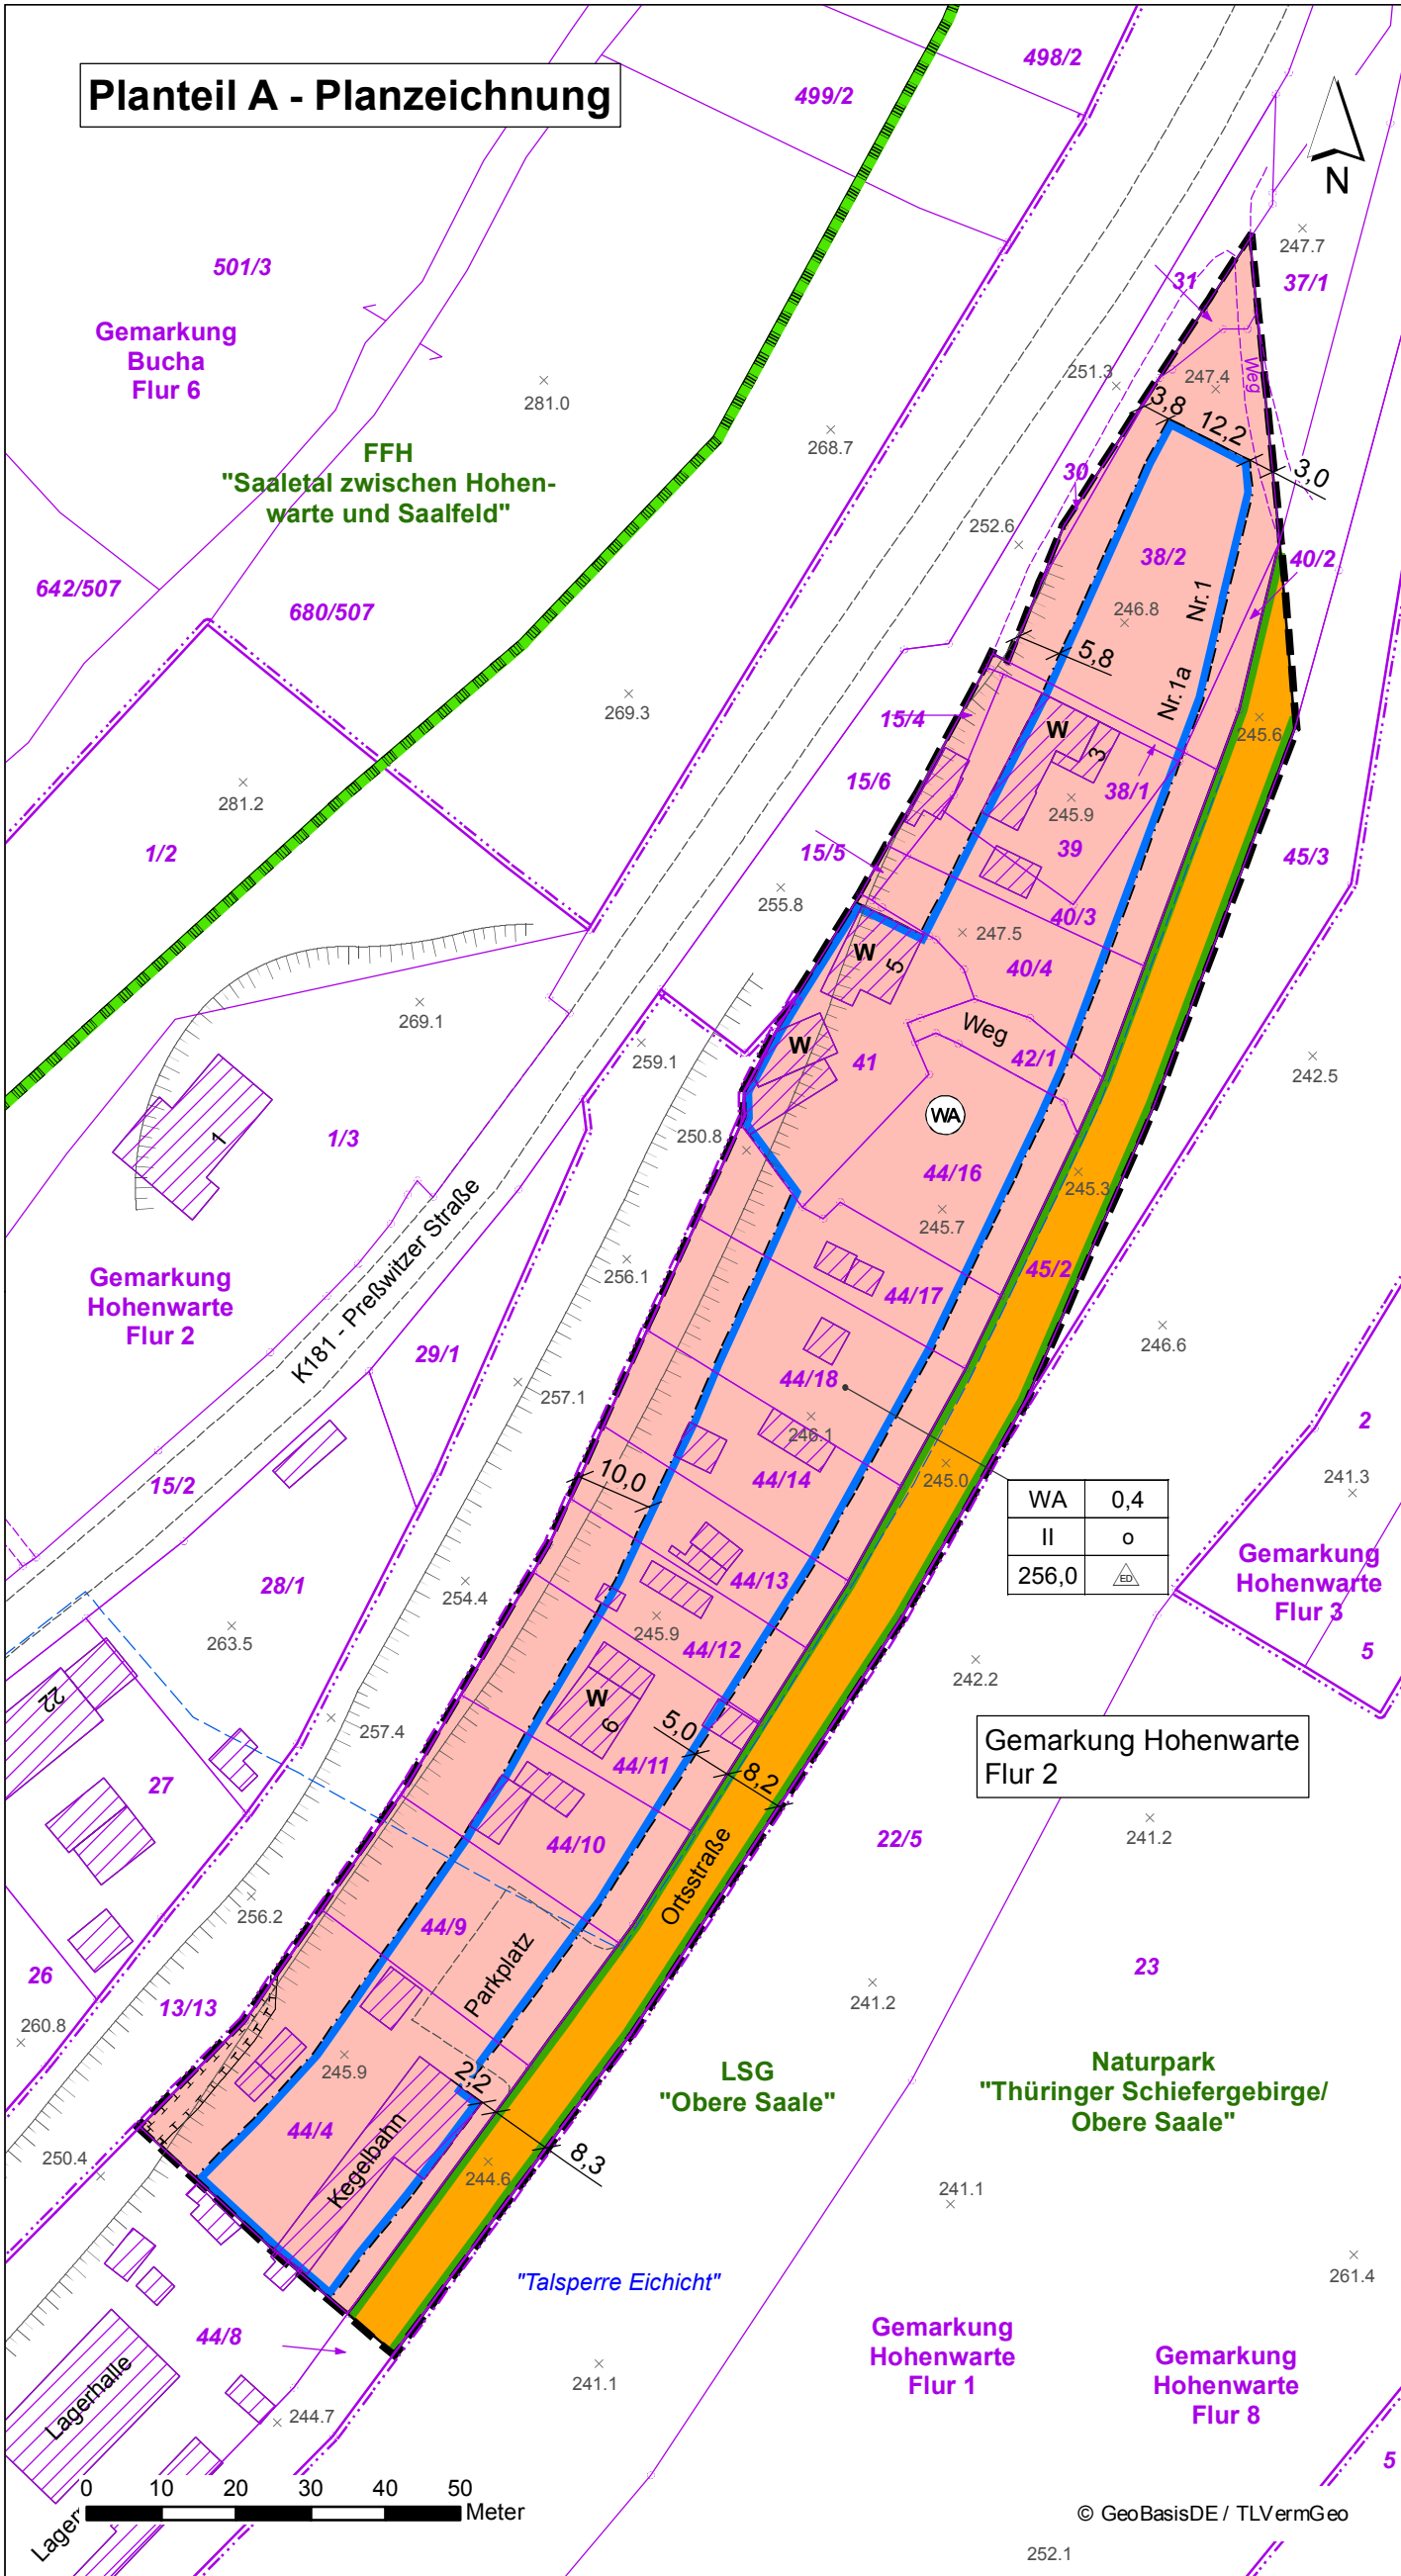 Planteil A - Planzeichnung
498/2
499/2
N
247.7
501/3
31
37/1
Gemarkung
Bucha
Flur 6
281.0
251.3
247.4
Weg
3,8
12,2
268.7
FFH
"Saaletal zwischen Hohen-
warte und Saalfeld"
30
3,0
252.6
38/2
40/2
642/507
680/507
246.8
Nr.1
5,8
269.3
Nr.1a
15/4
W
3
245.6
15/6
281.2
38/1
245.9
1/2
15/5
39
45/3
255.8
40/3
247.5
W
5
40/4
269.1
Weg
259.1
W
41
42/1
242.5
WA
1
1/3
250.8
44/16
245.3
245.7
K181 - Preßwitzer Straße
256.1
45/2
Gemarkung
Hohenwarte
Flur 2
44/17
246.6
29/1
44/18
257.1
2
246.1
241.3
10,0
44/14
245.0
15/2
WA 0,4
II o
256,0 ED
Gemarkung
Hohenwarte
Flur 3
44/13
28/1
254.4
263.5
245.9
44/12
5
242.2
22
W
6
257.4
5,0
Gemarkung Hohenwarte
Flur 2
44/11
8,2
27
241.2
44/10
22/5
Ortsstraße
256.2
44/9
Parkplatz
26
23
13/13
241.2
260.8
245.9
LSG
"Obere Saale"
Naturpark
"Thüringer Schiefergebirge/
Obere Saale"
2,2
44/4
Kegelbahn
8,3
250.4
244.6
241.1
"Talsperre Eichicht"
261.4
44/8
Gemarkung
Hohenwarte
Flur 1
Gemarkung
Hohenwarte
Flur 8
241.1
Lagerhalle
244.7
5
0 10 20 30 40 50
Meter
Lager
© GeoBasisDE / TLVermGeo
252.1